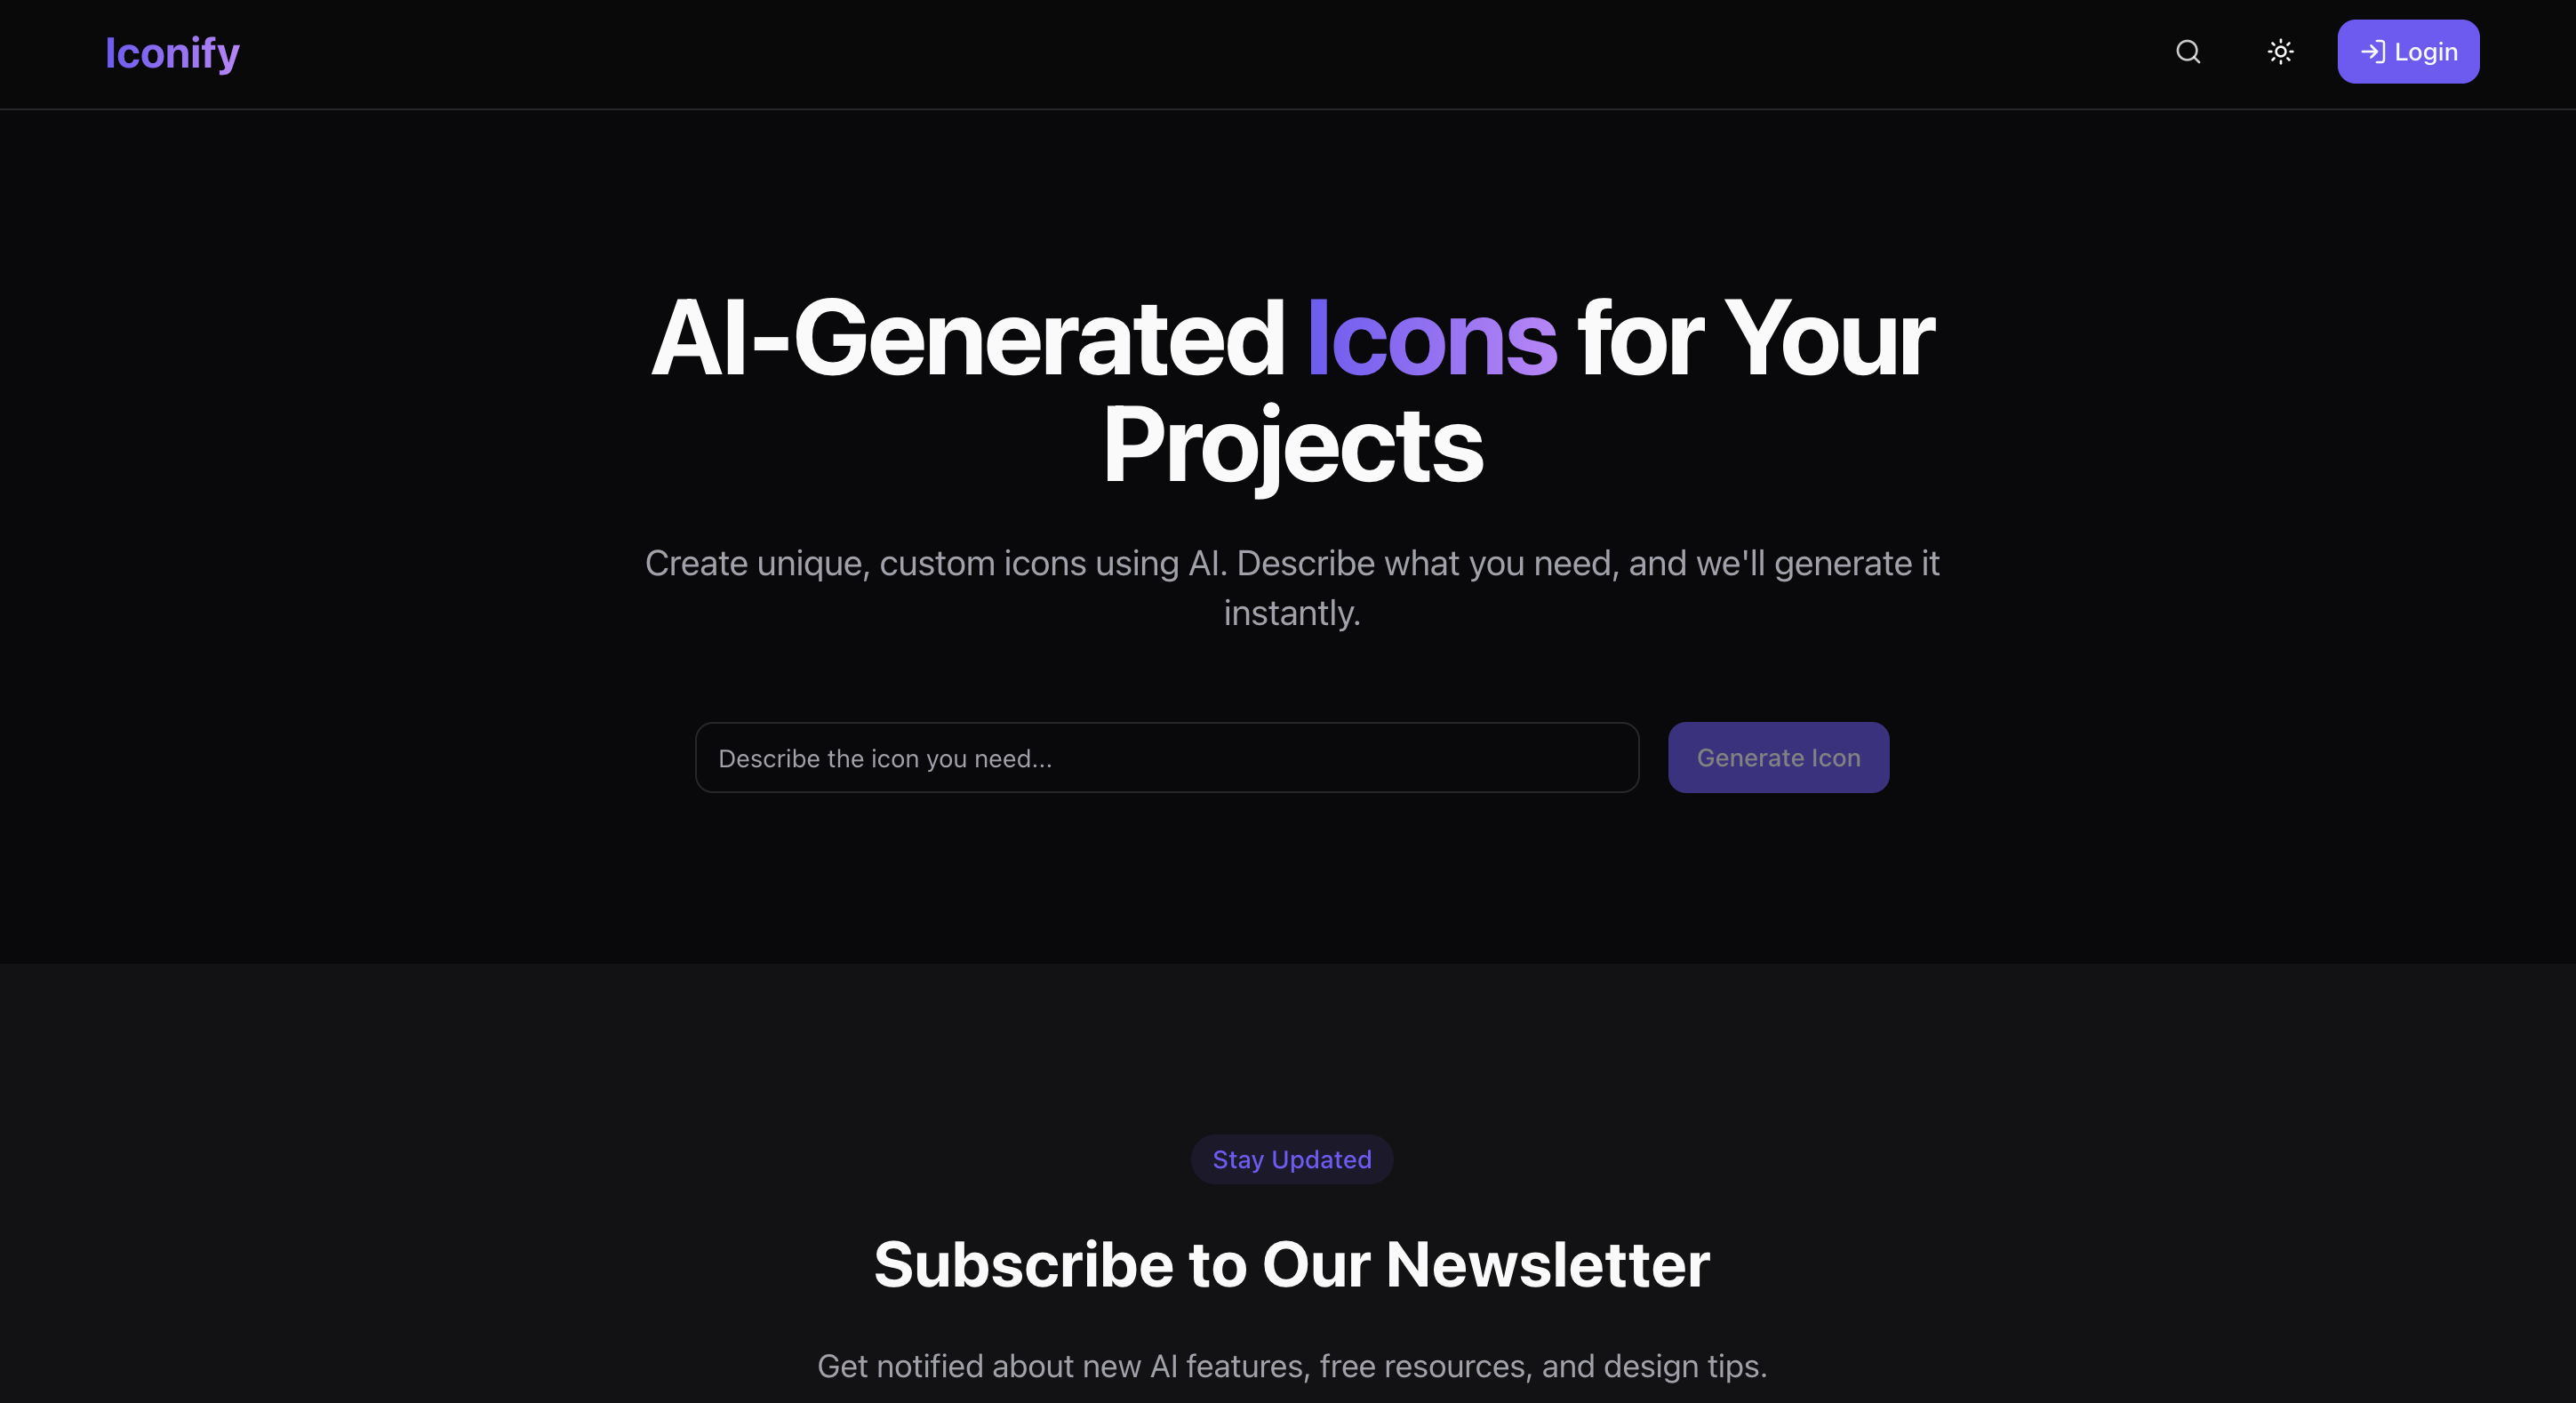 Iconify
Login
AI-Generated Icons for Your
Projects
Create unique, custom icons using AI. Describe what you need, and we'll generate it
instantly.
Describe the icon you need...
Generate Icon
Stay Updated
Subscribe to Our Newsletter
Get notified about new AI features, free resources, and design tips.